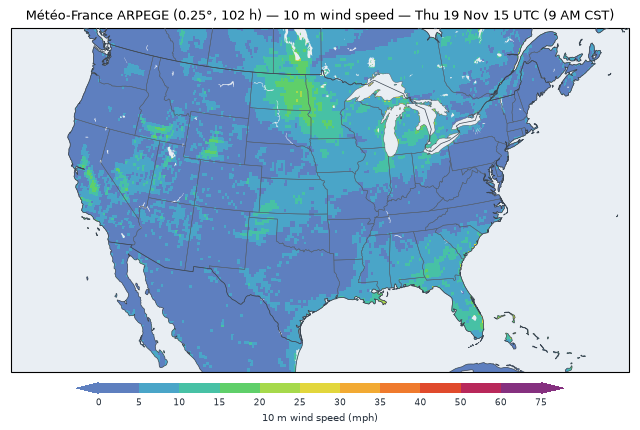 Météo-France ARPEGE (0.25°, 102 h) — 10 m wind speed — Thu 19 Nov 15 UTC (9 AM CST)
0 5 10 15 20 25 30 35 40 50 60 75
10 m wind speed (mph)